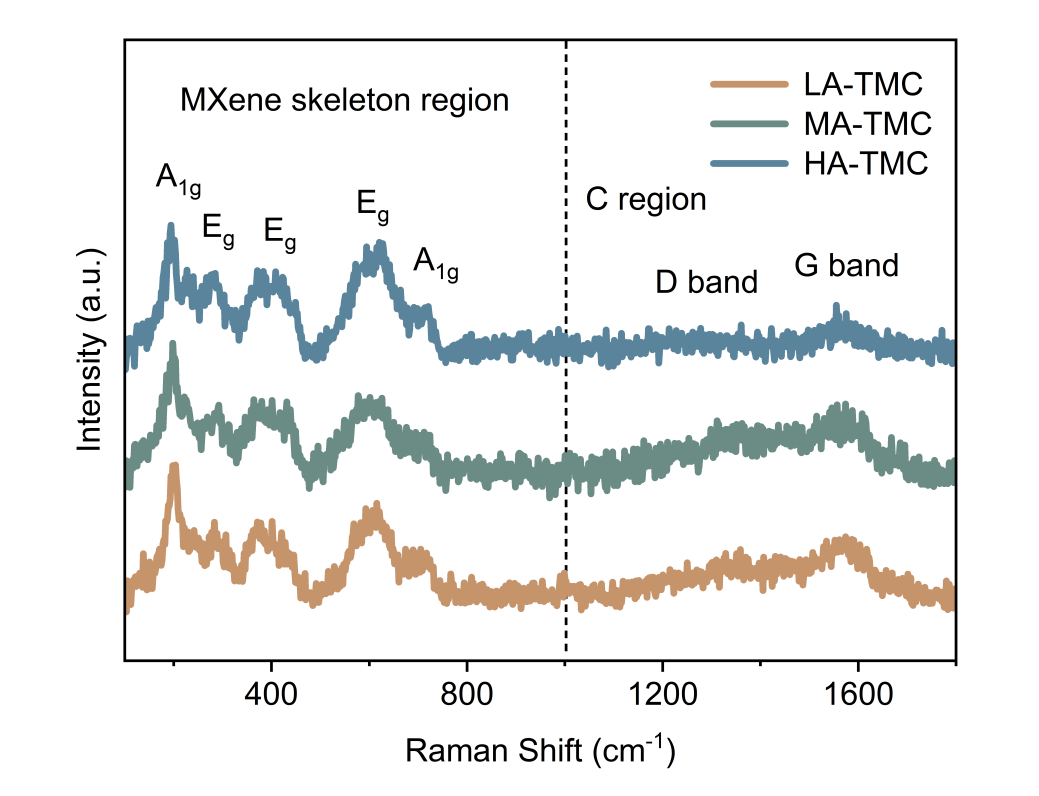 MXene skeleton region
LA-TMC
MA-TMC
HA-TMC
A1g
Eg
Eg
Eg
A1g
C region
D band
G band
Intensity (a.u.)
400
800
1200
1600
Raman Shift (cm-1)